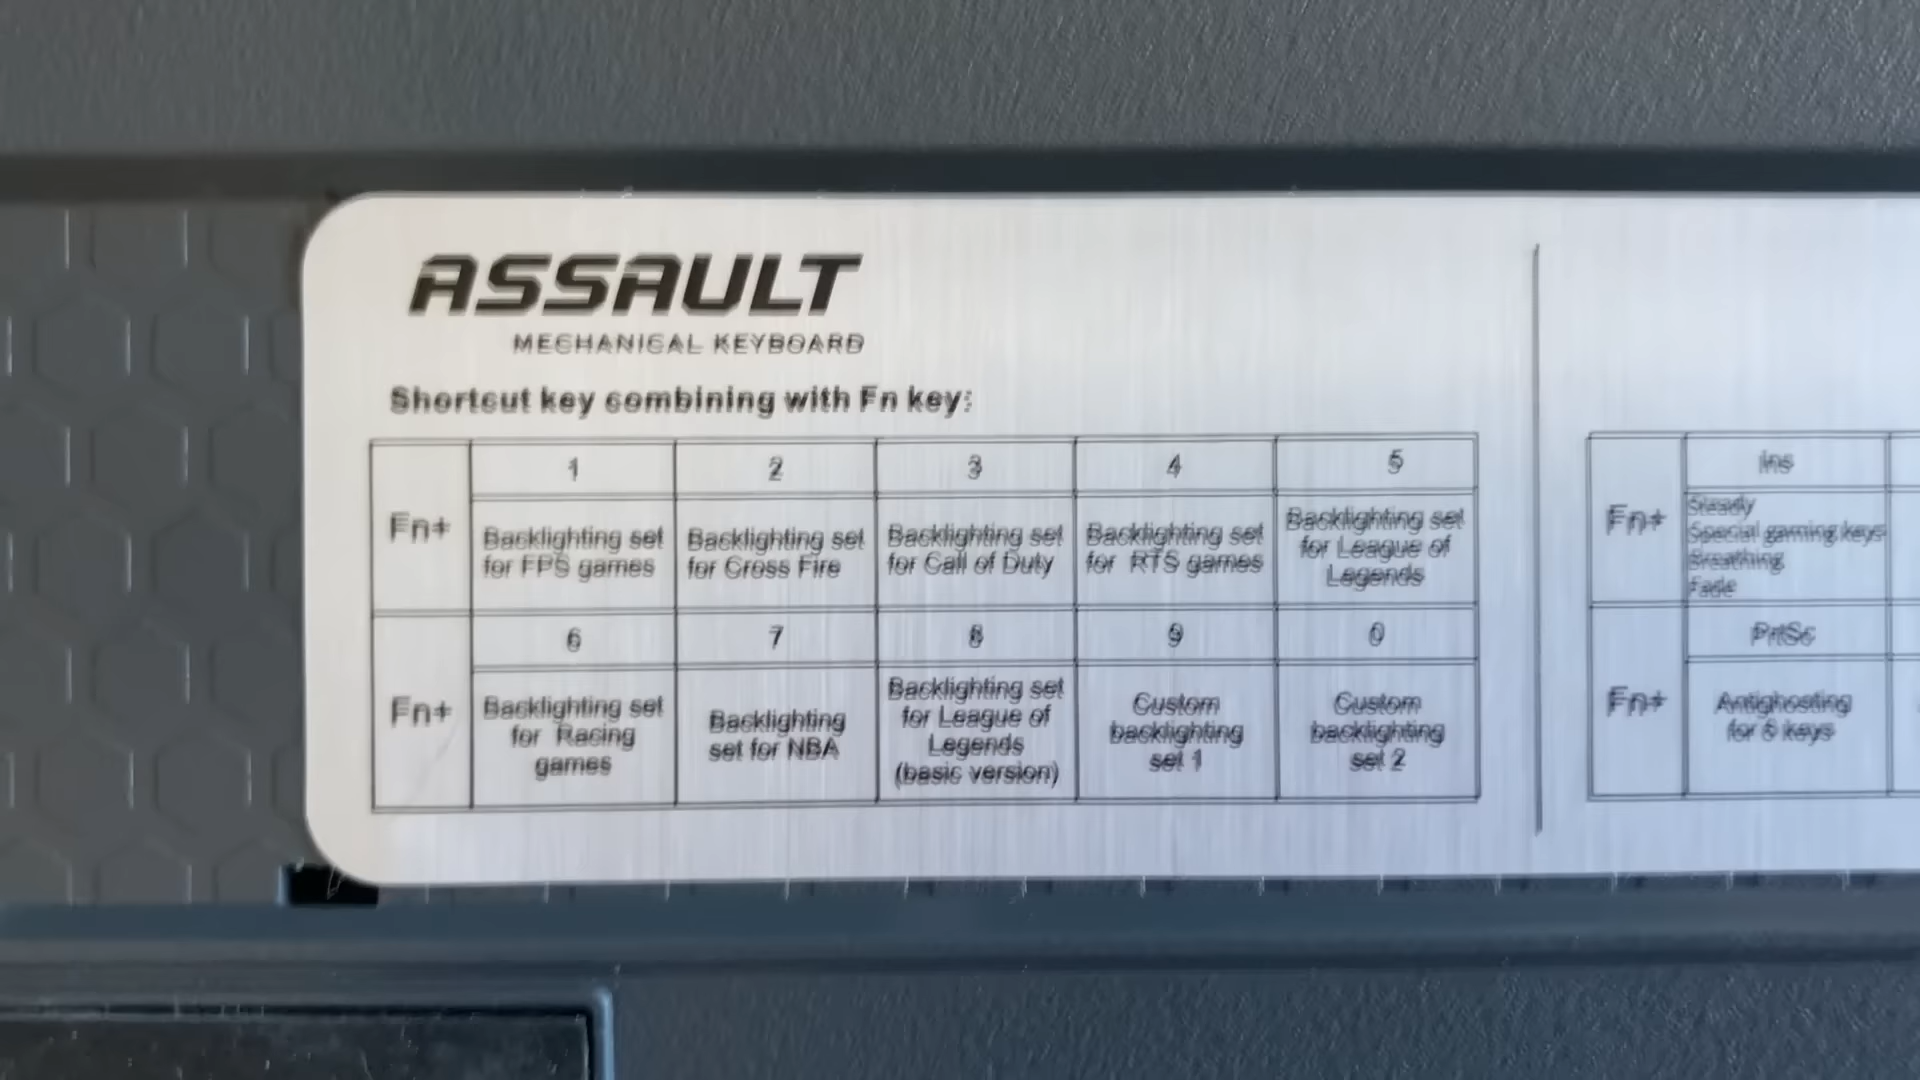 ASSAULT
MECHANICAL KEYBOARD
Shortcut key combining with Fn key:
1 2 3 4 5
Fn+
Backlighting set
for FPS games
Backlighting set
for Cross Fire
Backlighting set
for Call of Duty
Backlighting set
for RTS games
Backlighting set
for League of
Legends
6 7 8 9 0
Fn+
Backlighting set
for Racing
games
Backlighting
set for NBA
Backlighting set
for League of
Legends
(basic version)
Custom
backlighting
set 1
Custom
backlighting
set 2
Ins
Fn+
Steady
Special gaming keys
Breathing
Fade
PrtSc
Fn+
Antighosting
for 6 keys